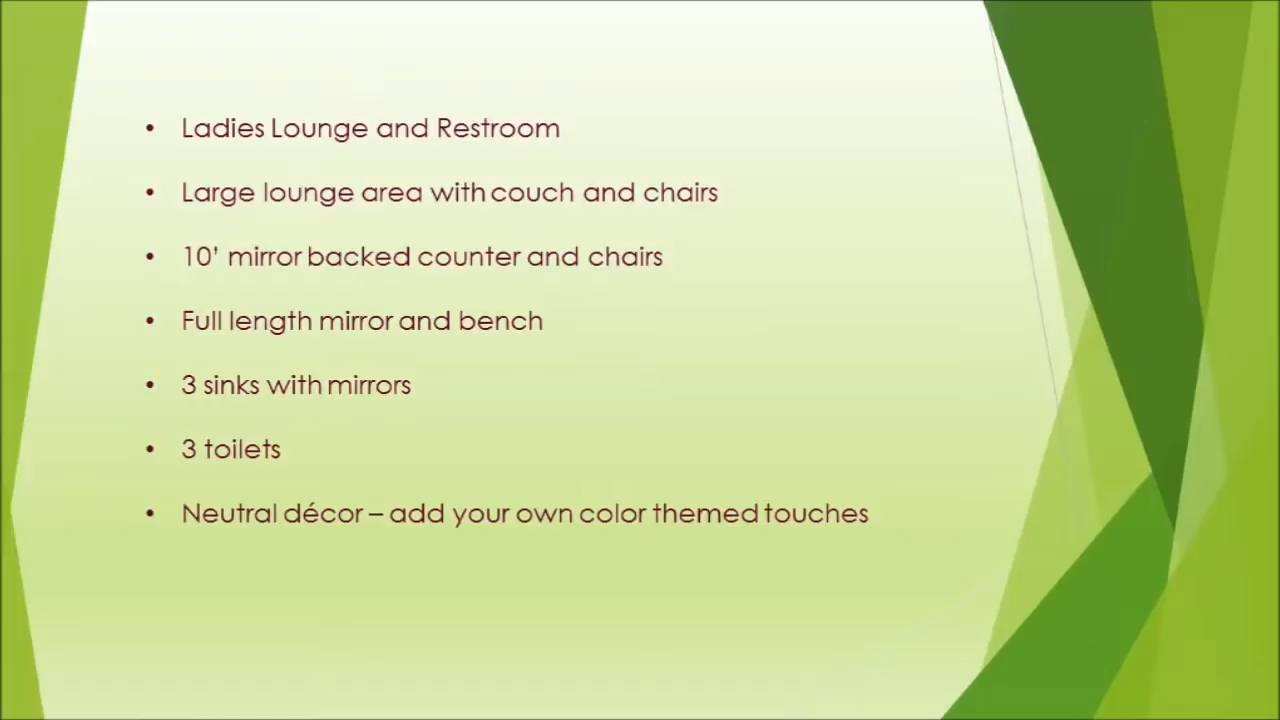 • Ladies Lounge and Restroom
• Large lounge area with couch and chairs
• 10’ mirror backed counter and chairs
• Full length mirror and bench
• 3 sinks with mirrors
• 3 toilets
• Neutral décor – add your own color themed touches